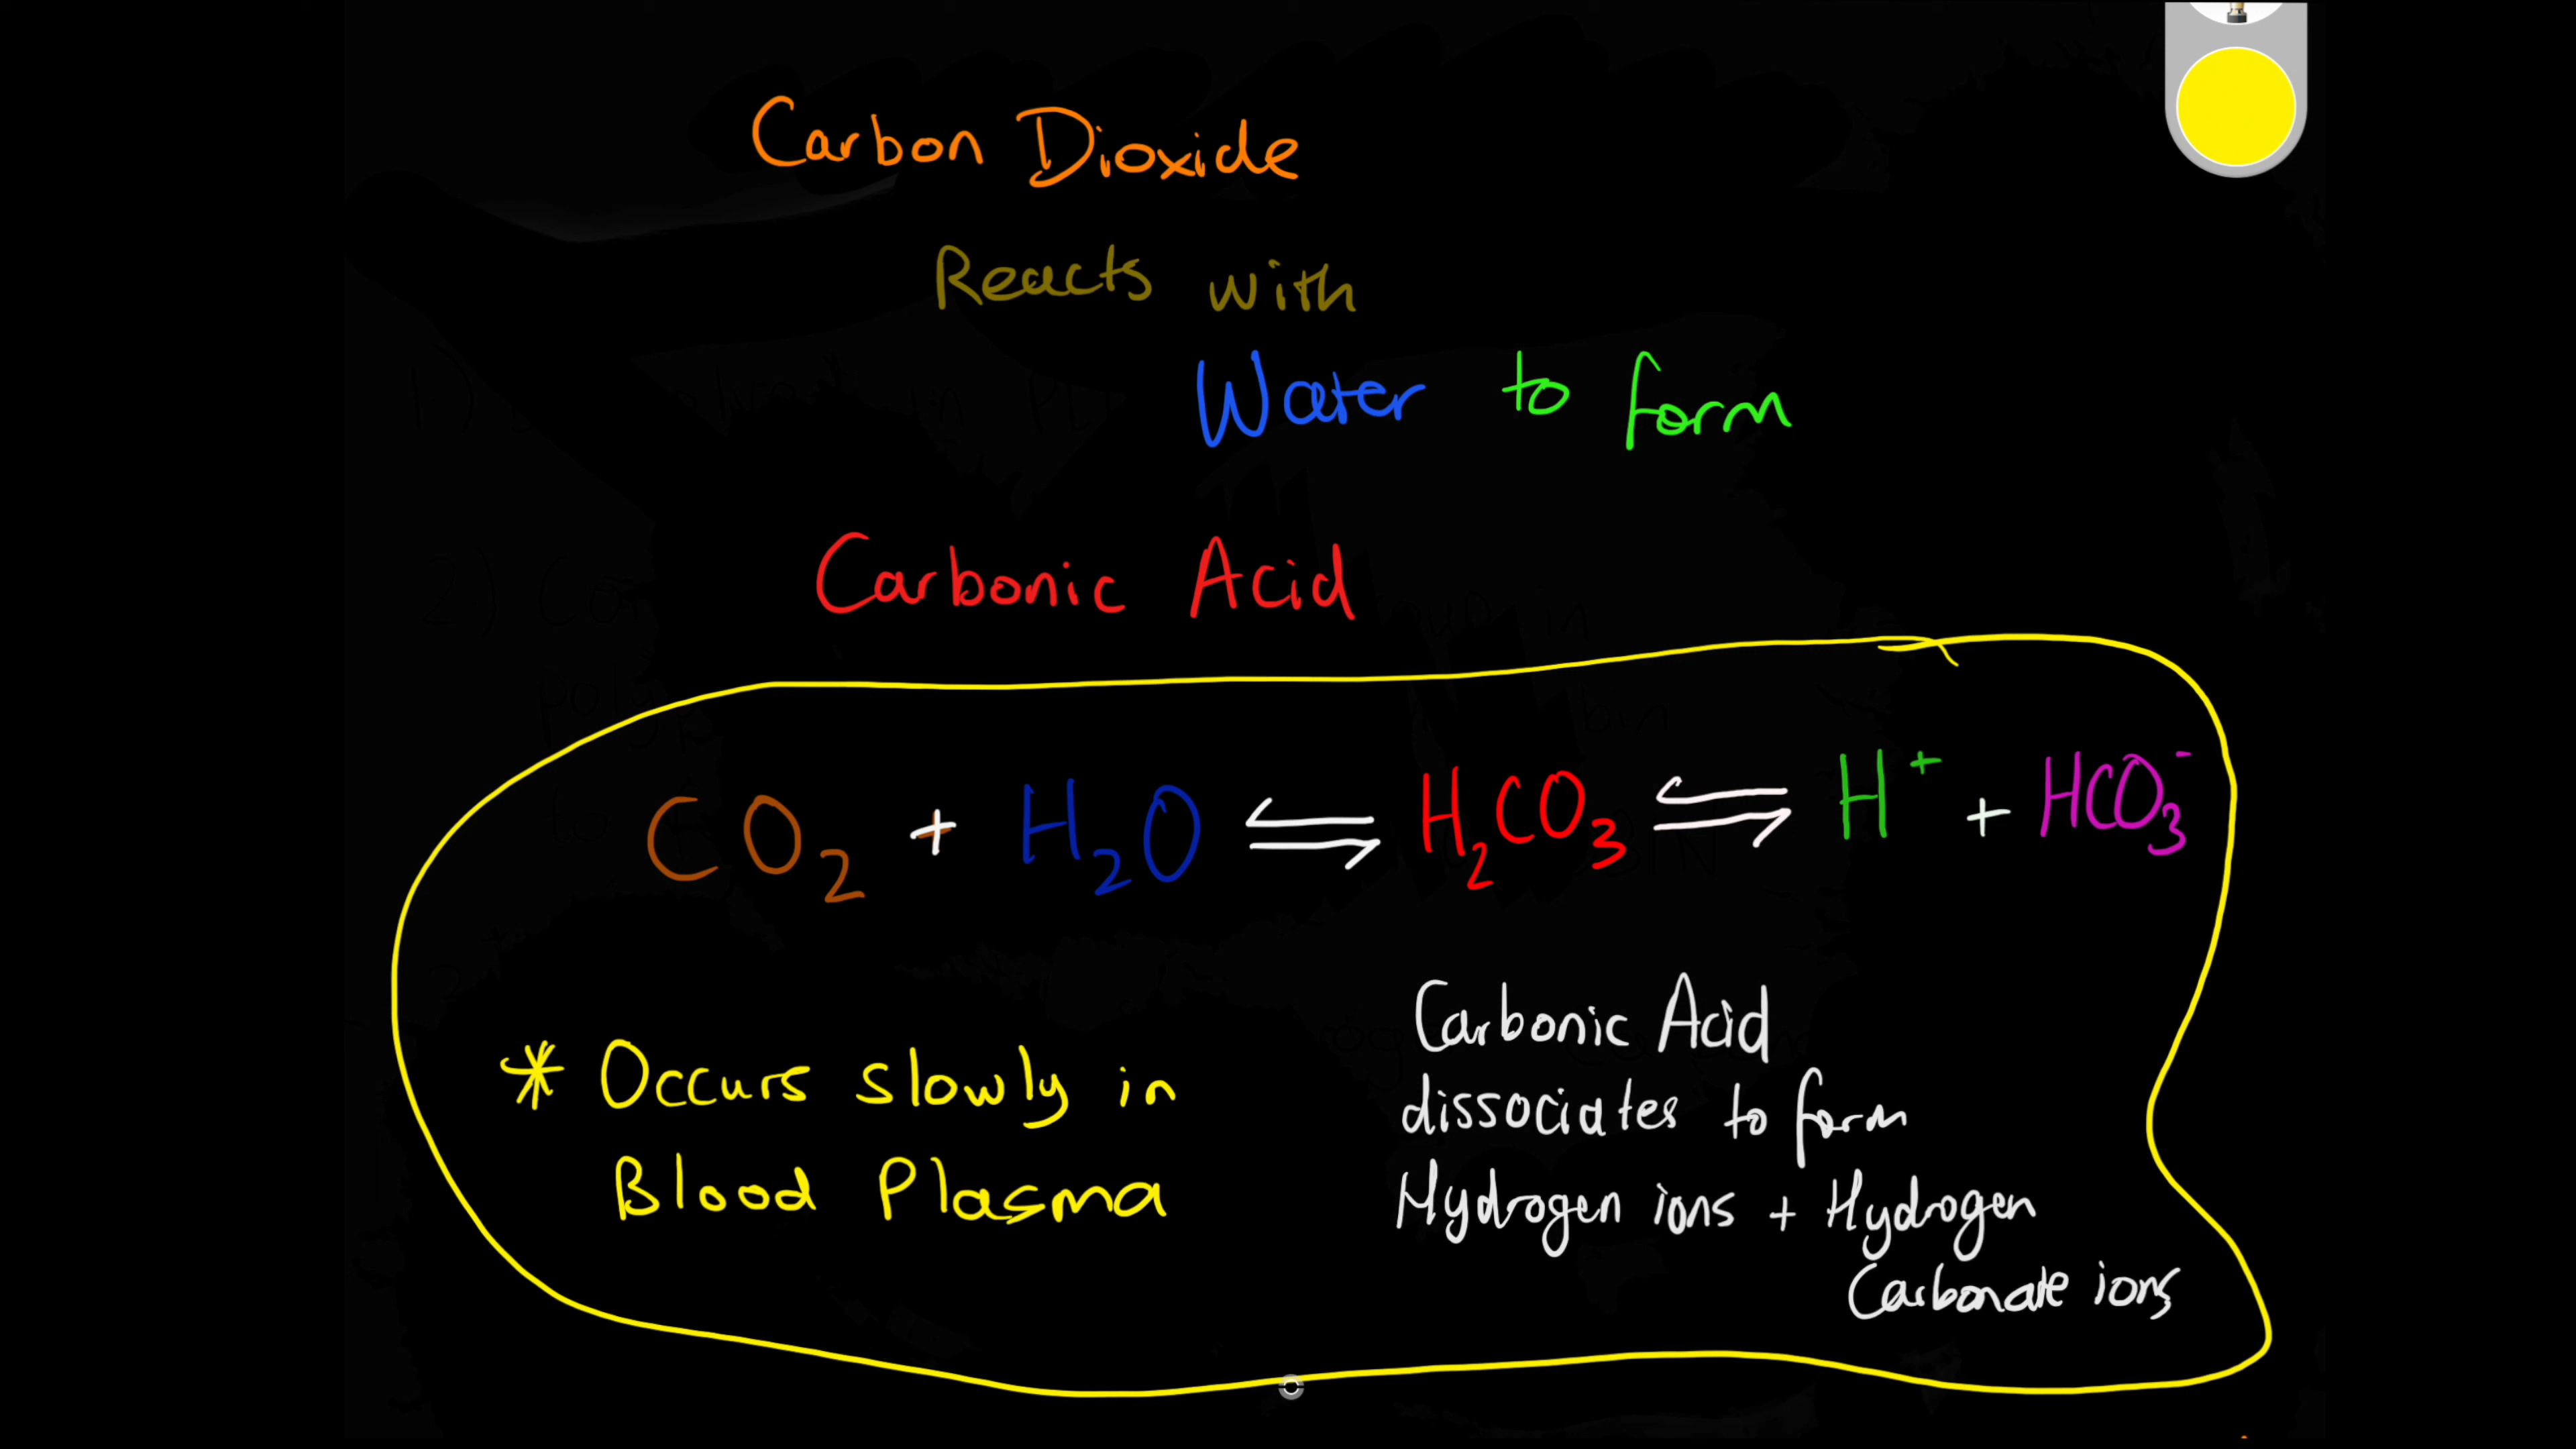 Carbon Dioxide
Reacts with
Water to form
Carbonic Acid
CO₂ + H₂O ⇌ H₂CO₃ ⇌ H⁺ + HCO₃⁻
* Occurs slowly in
Blood Plasma
Carbonic Acid
dissociates to form
Hydrogen ions + Hydrogen
Carbonate ions